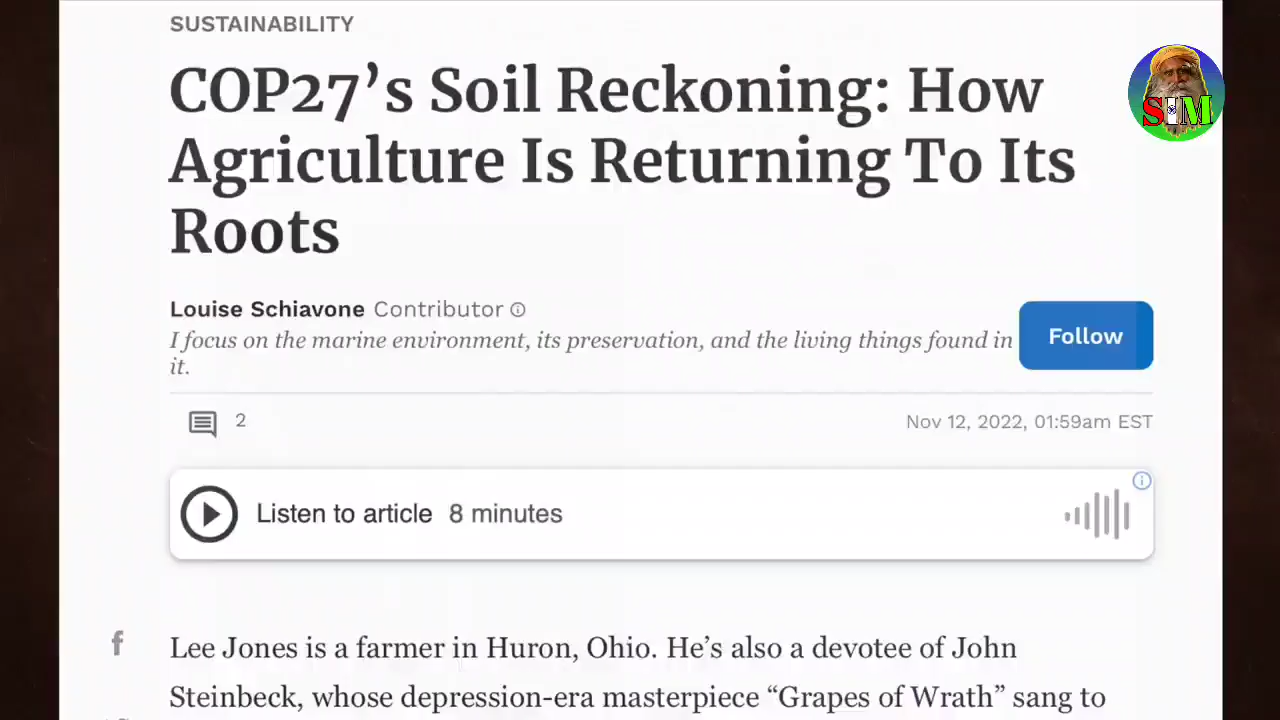 SUSTAINABILITY
COP27’s Soil Reckoning: How
Agriculture Is Returning To Its
Roots
SIM
Louise Schiavone Contributor
I focus on the marine environment, its preservation, and the living things found in
it.
Follow
2
Nov 12, 2022, 01:59am EST
Listen to article 8 minutes
f
Lee Jones is a farmer in Huron, Ohio. He’s also a devotee of John
Steinbeck, whose depression-era masterpiece “Grapes of Wrath” sang to